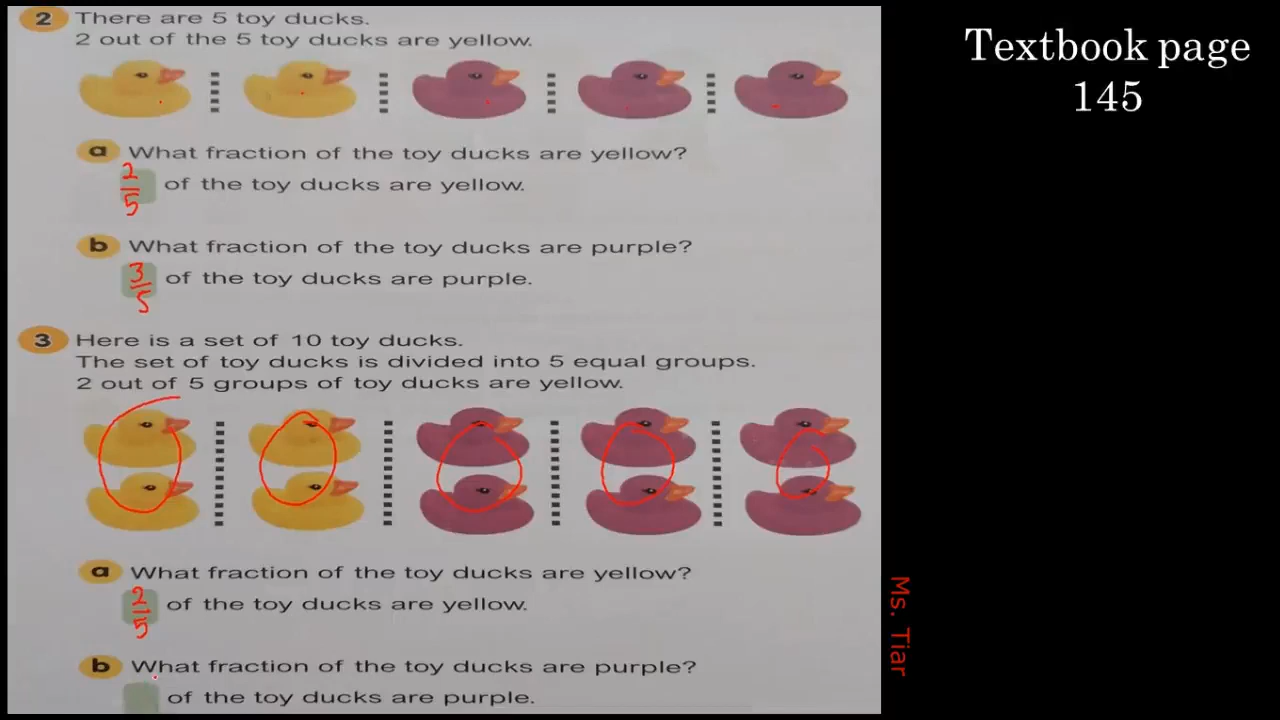 2 There are 5 toy ducks.
2 out of the 5 toy ducks are yellow.
a What fraction of the toy ducks are yellow?
2/5 of the toy ducks are yellow.
b What fraction of the toy ducks are purple?
3/5 of the toy ducks are purple.
3 Here is a set of 10 toy ducks.
The set of toy ducks is divided into 5 equal groups.
2 out of 5 groups of toy ducks are yellow.
a What fraction of the toy ducks are yellow?
2/5 of the toy ducks are yellow.
b What fraction of the toy ducks are purple?
of the toy ducks are purple.
Textbook page
145
Ms. Tiar